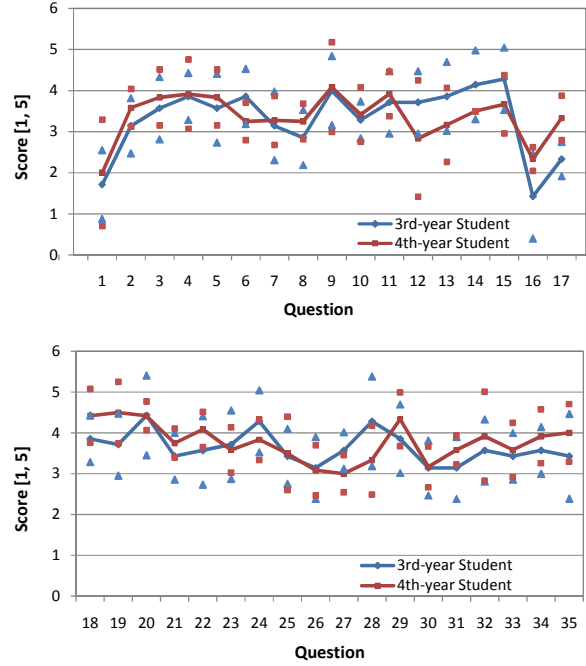 6
5
4
3
2
1
0
Score [1, 5]
3rd-year Student
4th-year Student
1 2 3 4 5 6 7 8 9 10 11 12 13 14 15 16 17
Question
6
5
4
3
2
1
0
Score [1, 5]
3rd-year Student
4th-year Student
18 19 20 21 22 23 24 25 26 27 28 29 30 31 32 33 34 35
Question